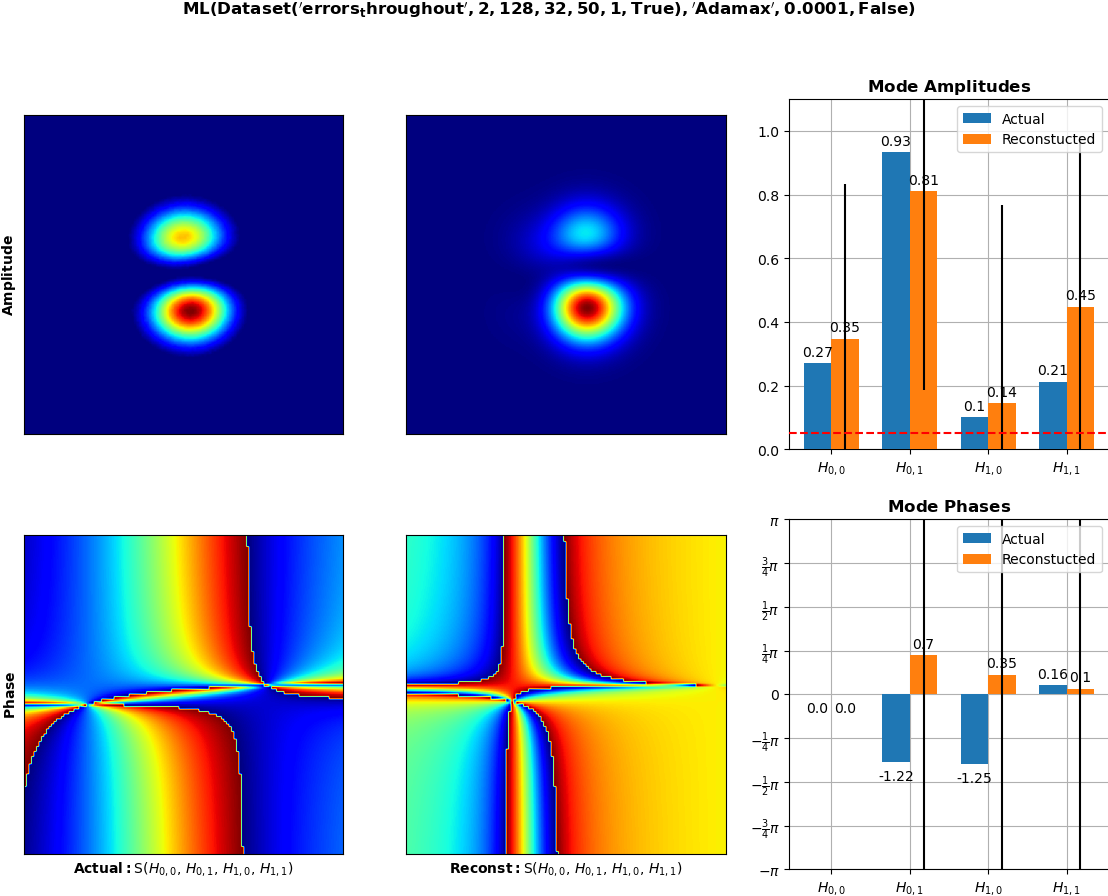 ML(Dataset('errors_throughout', 2, 128, 32, 50, 1, True), 'Adamax', 0.0001, False)
Amplitude
Mode Amplitudes
Actual
Reconstucted
1.0
0.8
0.6
0.4
0.2
0.0
0.27
0.35
0.93
0.81
0.1
0.14
0.21
0.45
H0,0
H0,1
H1,0
H1,1
Phase
Actual: S(H0,0, H0,1, H1,0, H1,1)
Reconst: S(H0,0, H0,1, H1,0, H1,1)
Mode Phases
Actual
Reconstucted
π
3/4π
1/2π
1/4π
0
−1/4π
−1/2π
−3/4π
−π
0.0
0.0
-1.22
0.7
-1.25
0.35
0.16
0.1
H0,0
H0,1
H1,0
H1,1